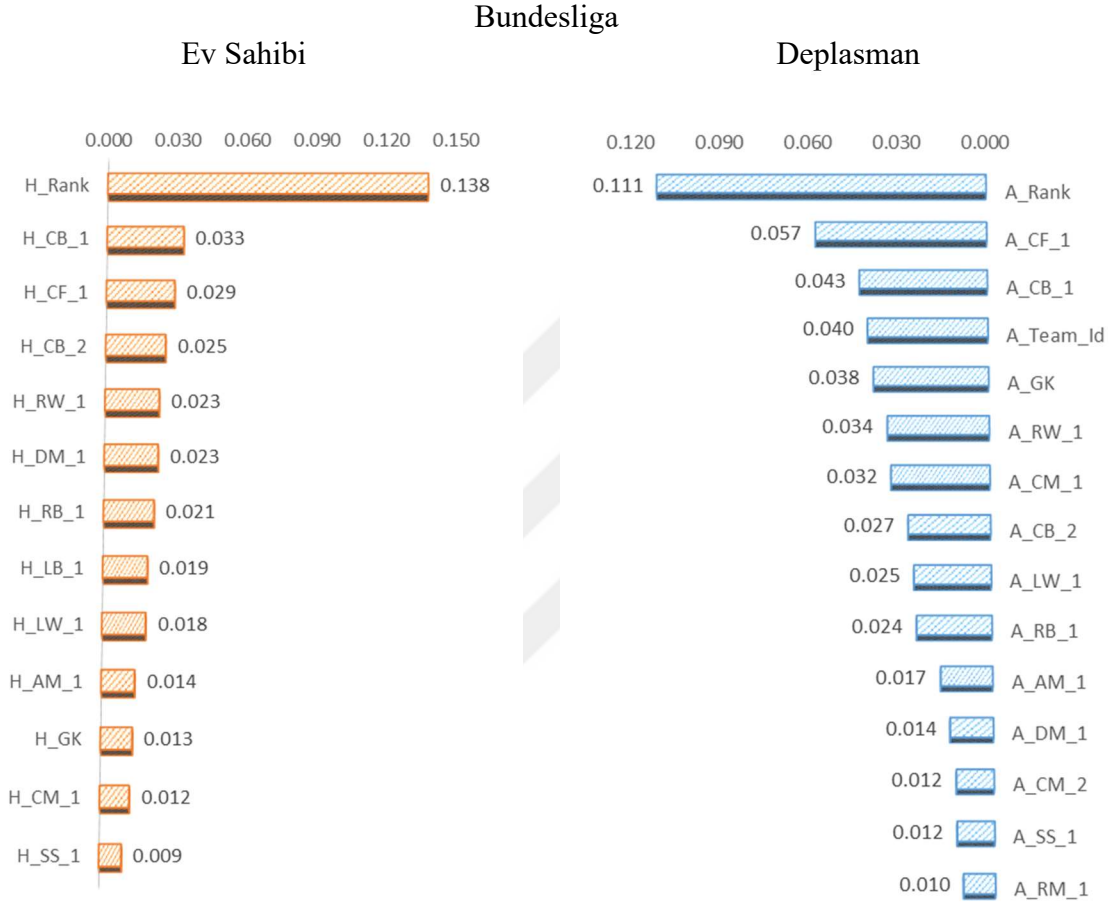 Bundesliga
Ev Sahibi
Deplasman
0.000 0.030 0.060 0.090 0.120 0.150
H_Rank 0.138
H_CB_1 0.033
H_CF_1 0.029
H_CB_2 0.025
H_RW_1 0.023
H_DM_1 0.023
H_RB_1 0.021
H_LB_1 0.019
H_LW_1 0.018
H_AM_1 0.014
H_GK 0.013
H_CM_1 0.012
H_SS_1 0.009
0.120 0.090 0.060 0.030 0.000
0.111 A_Rank
0.057 A_CF_1
0.043 A_CB_1
0.040 A_Team_Id
0.038 A_GK
0.034 A_RW_1
0.032 A_CM_1
0.027 A_CB_2
0.025 A_LW_1
0.024 A_RB_1
0.017 A_AM_1
0.014 A_DM_1
0.012 A_CM_2
0.012 A_SS_1
0.010 A_RM_1